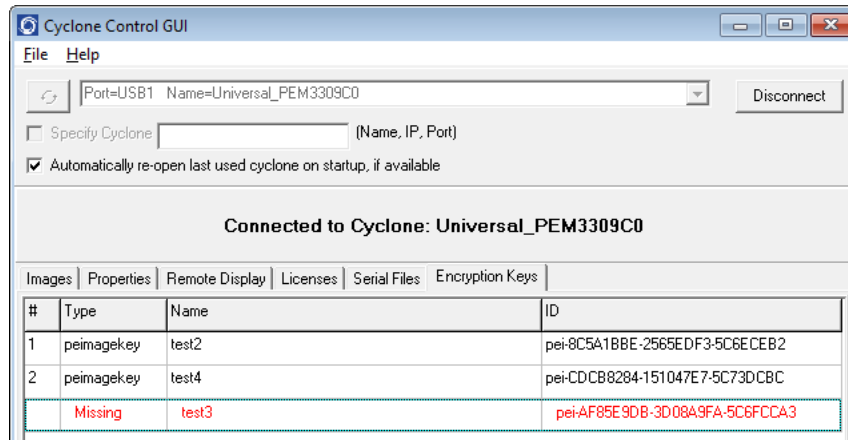 Cyclone Control GUI
File Help
Port=USB1 Name=Universal_PEM3309C0
Disconnect
Specify Cyclone (Name, IP, Port)
Automatically re-open last used cyclone on startup, if available
Connected to Cyclone: Universal_PEM3309C0
Images Properties Remote Display Licenses Serial Files Encryption Keys
# Type Name ID
1 peimagekey test2 pei-8C5A1BBE-2565EDF3-5C6ECEB2
2 peimagekey test4 pei-CDCB8284-151047E7-5C73DCBC
Missing test3 pei-AF85E9DB-3D08A9FA-5C6FCCA3